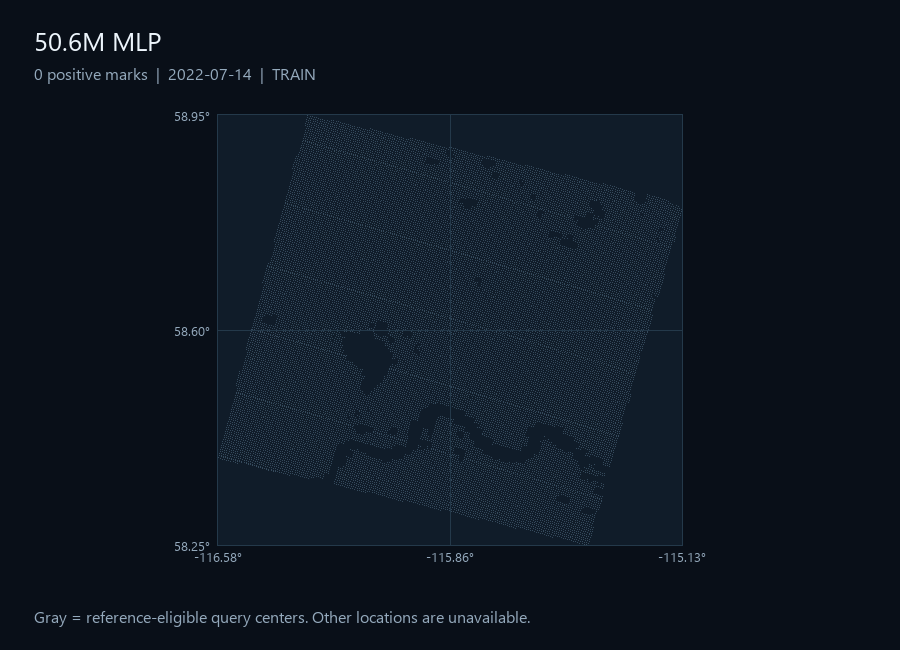 50.6M MLP
0 positive marks | 2022-07-14 | TRAIN
58.95°
58.60°
58.25°
-116.58°
-115.86°
-115.13°
Gray = reference-eligible query centers. Other locations are unavailable.